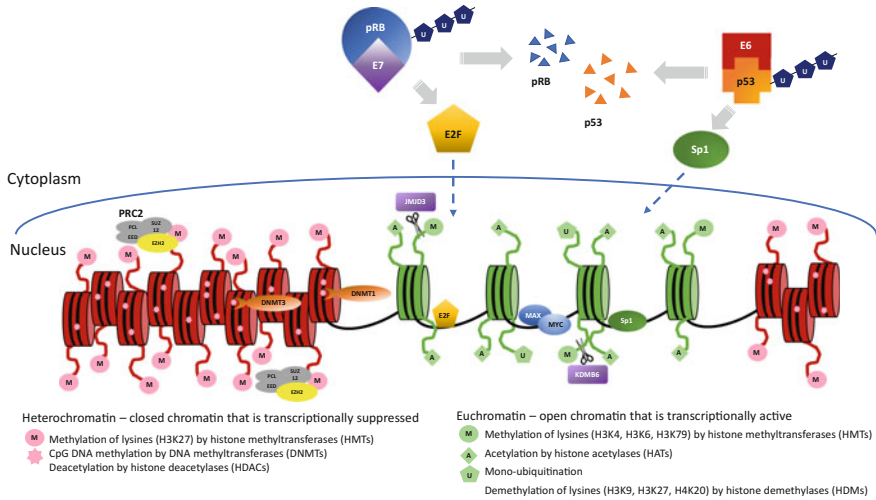 pRB
E7
U U U
E6
p53
U U U
pRB
p53
E2F
Sp1
Cytoplasm
Nucleus
PRC2
PCL
SUZ
12
EED
EZH2
M
M
M
M
M
M
DNMT3
DNMT1
JMJD3
A
M
A
U
A
A
M
M
M
E2F
MAX
MYC
Sp1
M
M
M
M
M
M
PCL
SUZ
12
EED
EZH2
A
A
U
M
A
A
KDMB6
M
M
Heterochromatin – closed chromatin that is transcriptionally suppressed
M Methylation of lysines (H3K27) by histone methyltransferases (HMTs)
CpG DNA methylation by DNA methyltransferases (DNMTs)
Deacetylation by histone deacetylases (HDACs)
Euchromatin – open chromatin that is transcriptionally active
M Methylation of lysines (H3K4, H3K6, H3K79) by histone methyltransferases (HMTs)
A Acetylation by histone acetylases (HATs)
U Mono-ubiquitination
Demethylation of lysines (H3K9, H3K27, H4K20) by histone demethylases (HDMs)